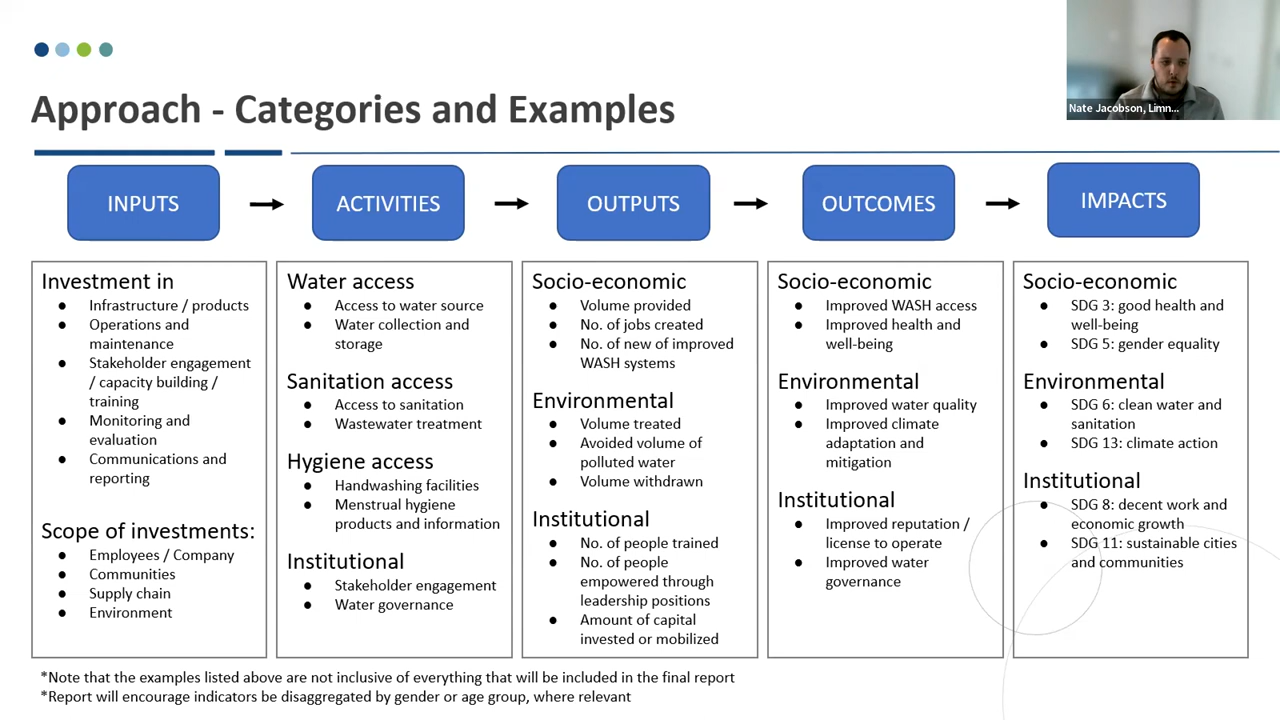 Nate Jacobson, Limn...
Approach - Categories and Examples
INPUTS
ACTIVITIES
OUTPUTS
OUTCOMES
IMPACTS
Investment in
● Infrastructure / products
● Operations and
maintenance
● Stakeholder engagement
/ capacity building /
training
● Monitoring and
evaluation
● Communications and
reporting
Scope of investments:
● Employees / Company
● Communities
● Supply chain
● Environment
Water access
● Access to water source
● Water collection and
storage
Sanitation access
● Access to sanitation
● Wastewater treatment
Hygiene access
● Handwashing facilities
● Menstrual hygiene
products and information
Institutional
● Stakeholder engagement
● Water governance
Socio-economic
● Volume provided
● No. of jobs created
● No. of new of improved
WASH systems
Environmental
● Volume treated
● Avoided volume of
polluted water
● Volume withdrawn
Institutional
● No. of people trained
● No. of people
empowered through
leadership positions
● Amount of capital
invested or mobilized
Socio-economic
● Improved WASH access
● Improved health and
well-being
Environmental
● Improved water quality
● Improved climate
adaptation and
mitigation
Institutional
● Improved reputation /
license to operate
● Improved water
governance
Socio-economic
● SDG 3: good health and
well-being
● SDG 5: gender equality
Environmental
● SDG 6: clean water and
sanitation
● SDG 13: climate action
Institutional
● SDG 8: decent work and
economic growth
● SDG 11: sustainable cities
and communities
*Note that the examples listed above are not inclusive of everything that will be included in the final report
*Report will encourage indicators be disaggregated by gender or age group, where relevant